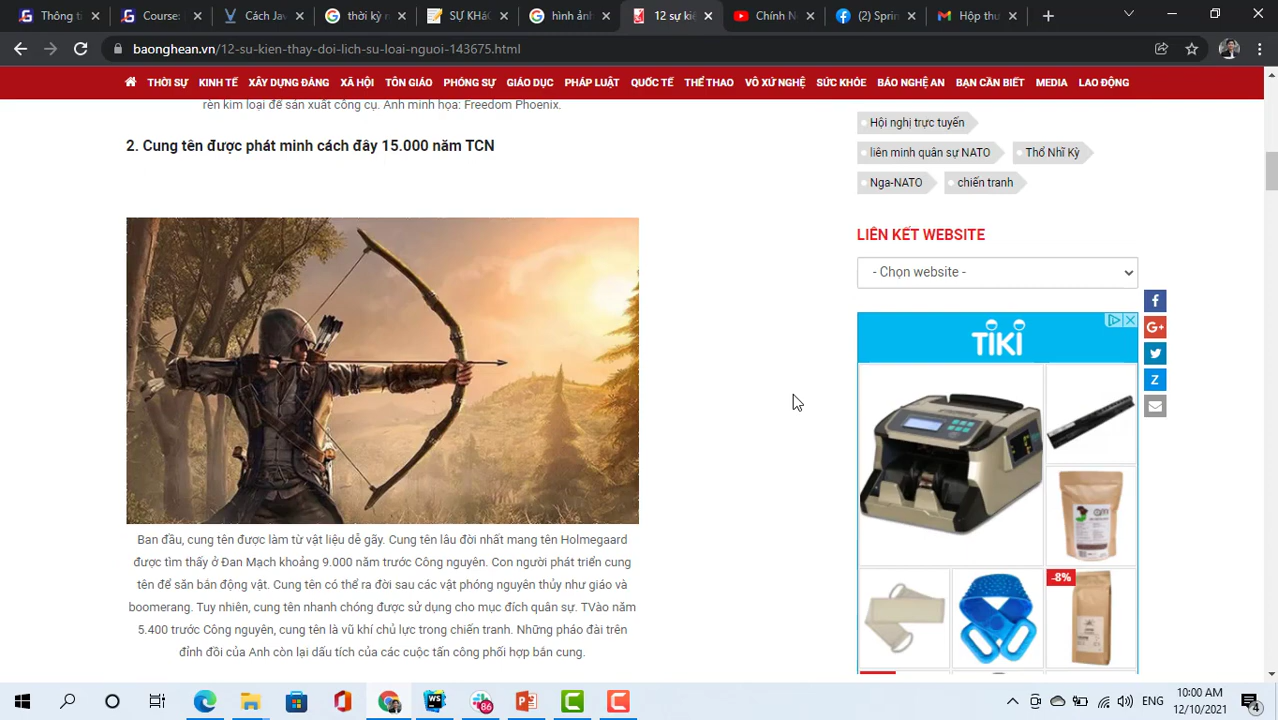 Thông ti
Course:
Cách Jav
thời kỳ r
SỰ KHÁC
hình ảnh
12 sự kiệ
Chính Ng
(2) Sprin
Hộp thư
baonghean.vn/12-su-kien-thay-doi-lich-su-loai-nguoi-143675.html
THỜI SỰ KINH TẾ XÂY DỰNG ĐẢNG XÃ HỘI TÔN GIÁO PHÓNG SỰ GIÁO DỤC PHÁP LUẬT QUỐC TẾ THỂ THAO VÕ XỨ NGHỆ SỨC KHỎE BÁO NGHỆ AN BẠN CẦN BIẾT MEDIA LAO ĐỘNG
rèn kim loại để sản xuất công cụ. Ảnh minh họa: Freedom Phoenix.
2. Cung tên được phát minh cách đây 15.000 năm TCN
Ban đầu, cung tên được làm từ vật liệu dễ gãy. Cung tên lâu đời nhất mang tên Holmegaard
được tìm thấy ở Đan Mạch khoảng 9.000 năm trước Công nguyên. Con người phát triển cung
tên để săn bán động vật. Cung tên có thể ra đời sau các vật phóng nguyên thủy như giáo và
boomerang. Tuy nhiên, cung tên nhanh chóng được sử dụng cho mục đích quân sự. TVào năm
5.400 trước Công nguyên, cung tên là vũ khí chủ lực trong chiến tranh. Những pháo đài trên
đỉnh đồi của Anh còn lại dấu tích của các cuộc tấn công phối hợp bắn cung.
Hội nghị trực tuyến
liên minh quân sự NATO
Thổ Nhĩ Kỳ
Nga-NATO
chiến tranh
LIÊN KẾT WEBSITE
- Chọn website -
TIKI
-8%
f
G+
Z
WS
86
ENG
10:00 AM
12/10/2021
4